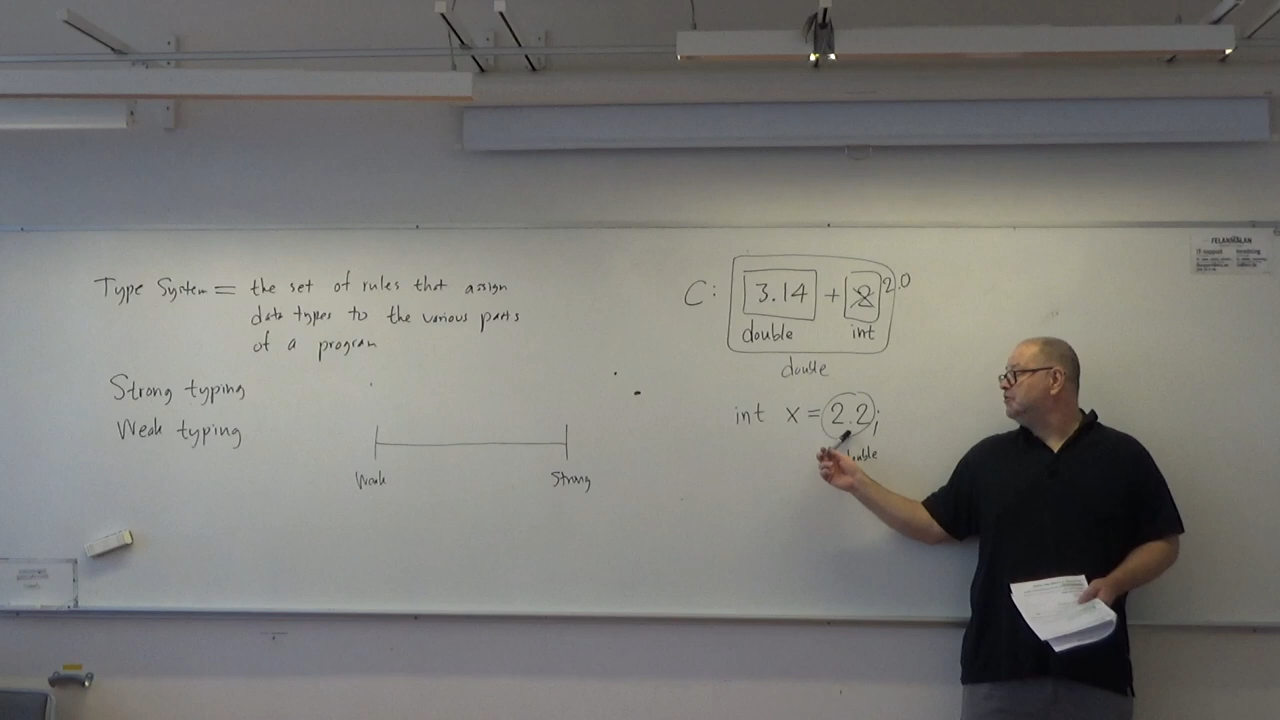 Type System = the set of rules that assign
data types to the various parts
of a program
Strong typing
Weak typing
Weak
Strong
C: 3.14 + 2 2.0
double int
double
int x = 2.2;
FELANMÄLAN